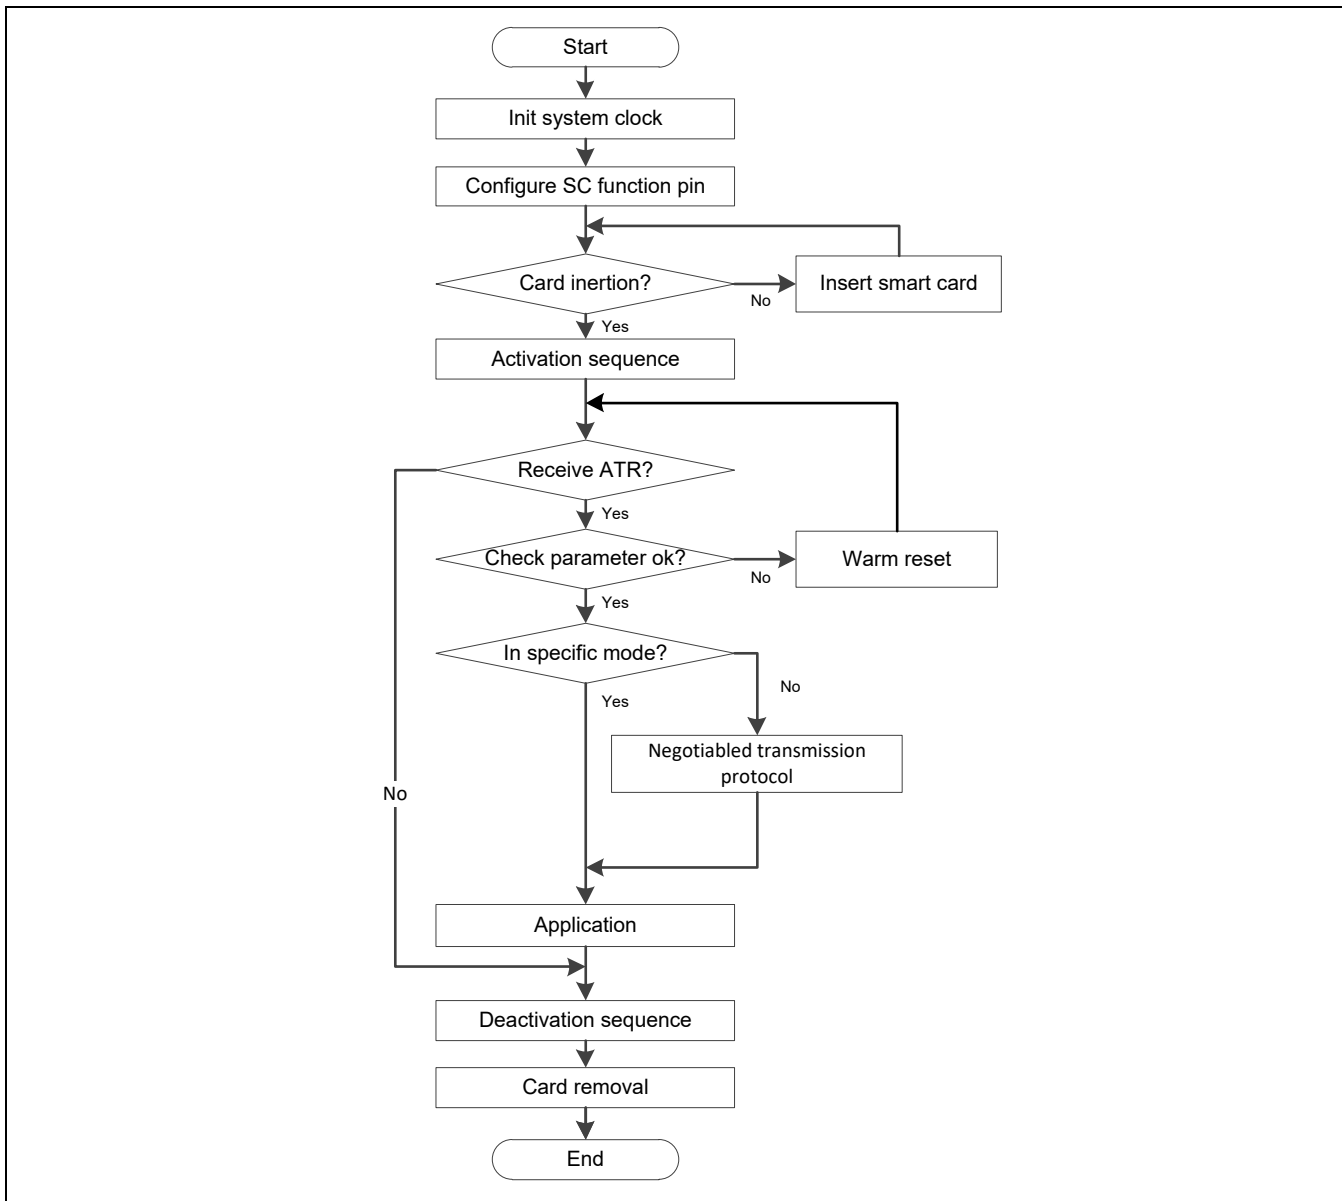 Start
Init system clock
Configure SC function pin
Card inertion?
No
Insert smart card
Yes
Activation sequence
Receive ATR?
Yes
Check parameter ok?
No
Warm reset
Yes
In specific mode?
No
Yes
Negotiabled transmission
protocol
No
Application
Deactivation sequence
Card removal
End